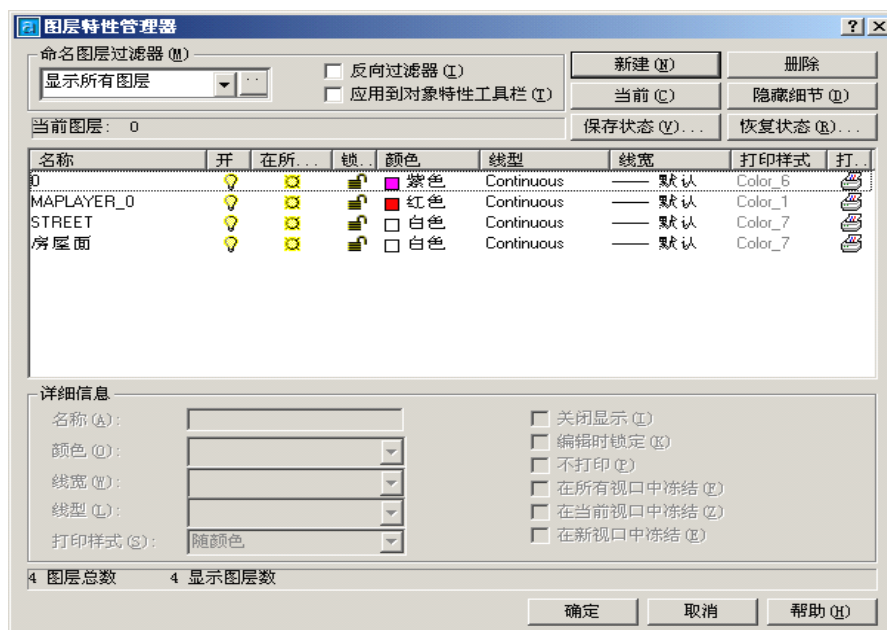 图层特性管理器
命名图层过滤器(M)
显示所有图层
反向过滤器(I)
应用到对象特性工具栏(T)
新建(N)
删除
当前(C)
隐藏细节(D)
当前图层: 0
保存状态(V)...
恢复状态(R)...
名称 开 在所... 锁... 颜色 线型 线宽 打印样式 打...
0 紫色 Continuous 默认 Color_6
MAPLAYER_0 红色 Continuous 默认 Color_1
STREET 白色 Continuous 默认 Color_7
房屋面 白色 Continuous 默认 Color_7
详细信息
名称(A):
颜色(O):
线宽(W):
线型(L):
打印样式(S): 随颜色
关闭显示(I)
编辑时锁定(K)
不打印(P)
在所有视口中冻结(F)
在当前视口中冻结(Z)
在新视口中冻结(E)
4 图层总数 4 显示图层数
确定
取消
帮助(H)